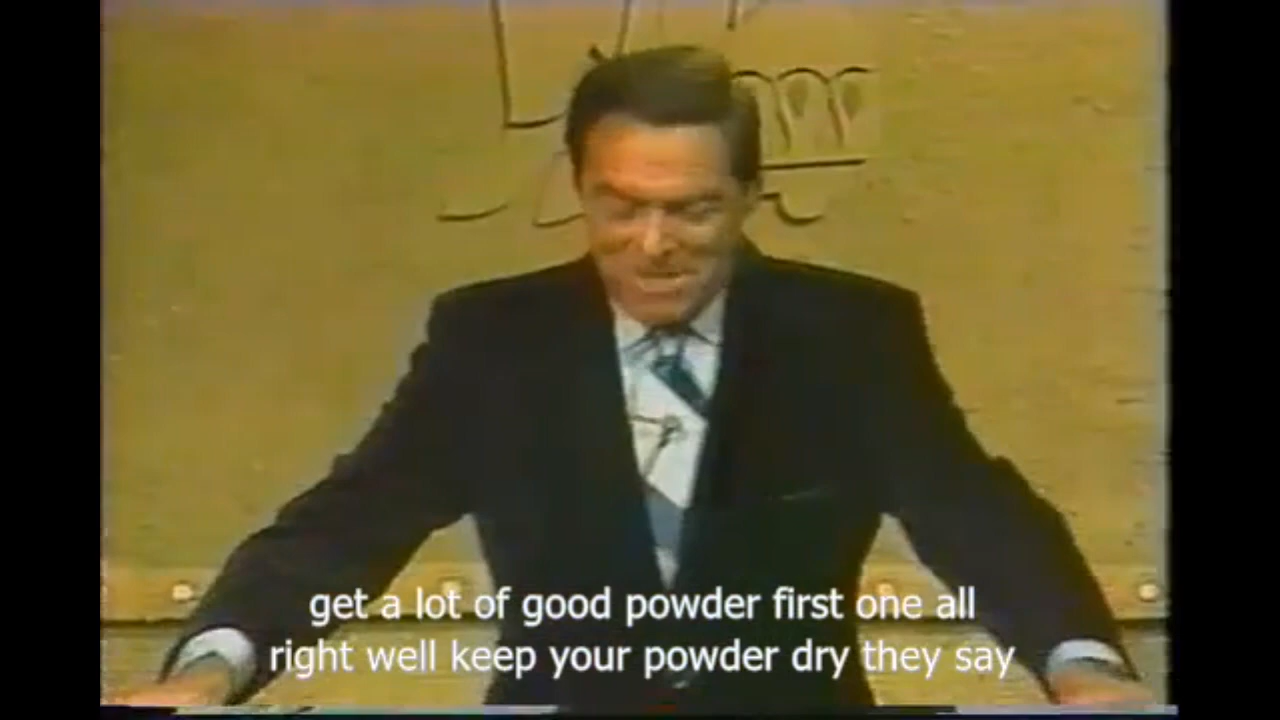 get a lot of good powder first one all
right well keep your powder dry they say